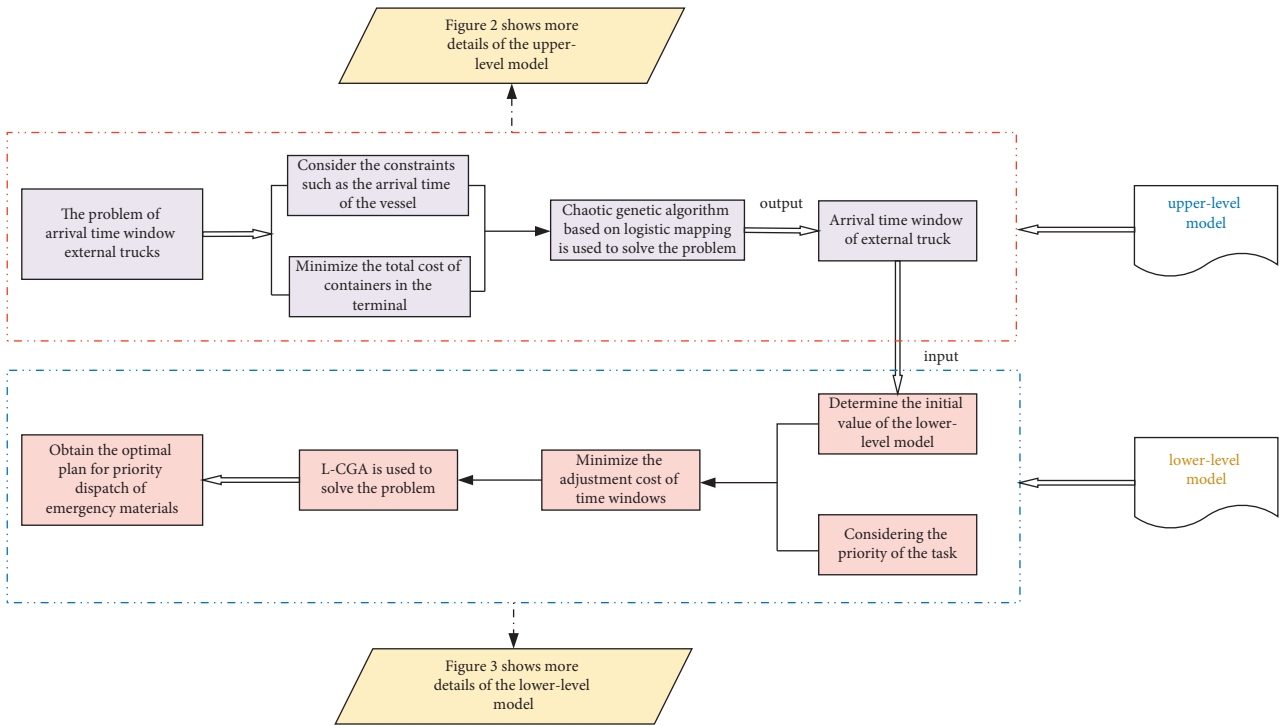 Figure 2 shows more
details of the upper-
level model
The problem of
arrival time window
external trucks
Consider the constraints
such as the arrival time
of the vessel
Minimize the total cost of
containers in the
terminal
Chaotic genetic algorithm
based on logistic mapping
is used to solve the problem
output
Arrival time window
of external truck
upper-level
model
input
Determine the initial
value of the lower-
level model
Considering the
priority of the task
Minimize the
adjustment cost of
time windows
L-CGA is used to
solve the problem
Obtain the optimal
plan for priority
dispatch of
emergency materials
lower-level
model
Figure 3 shows more
details of the lower-level
model